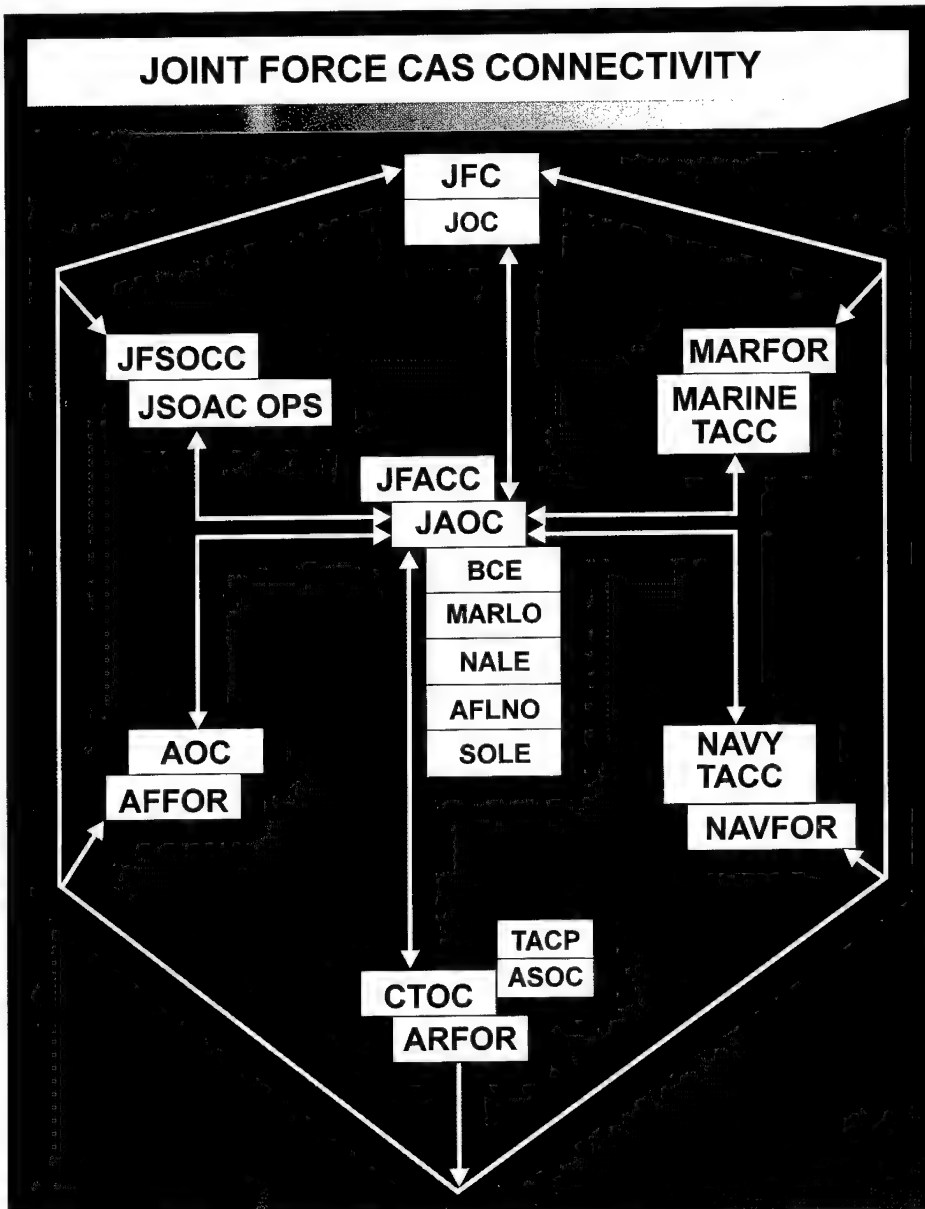 JOINT FORCE CAS CONNECTIVITY
JFC
JOC
JFSOCC
JSOAC OPS
MARFOR
MARINE
TACC
JFACC
JAOC
BCE
MARLO
NALE
AFLNO
SOLE
AOC
AFFOR
NAVY
TACC
NAVFOR
TACP
ASOC
CTOC
ARFOR